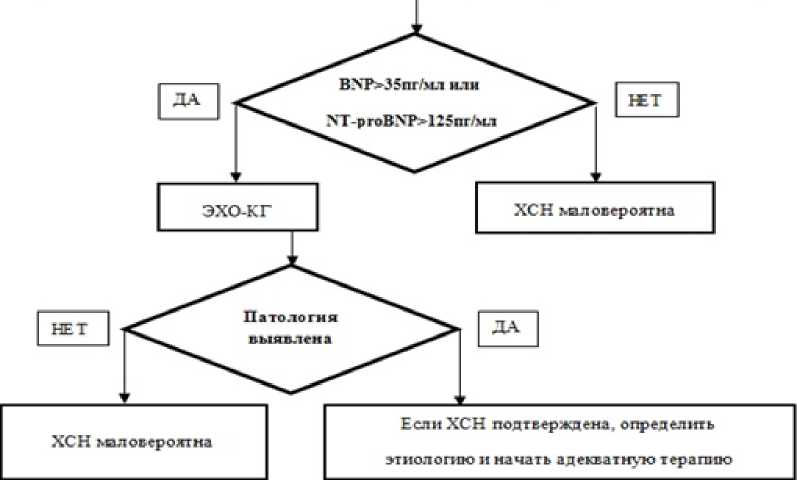 BNP>35пг/мл или
NT-proBNP>125пг/мл
ДА
НЕТ
ЭХО-КГ
ХСН маловероятна
Патология
выявлена
НЕТ
ДА
ХСН маловероятна
Если ХСН подтверждена, определить
этиологию и начать адекватную терапию